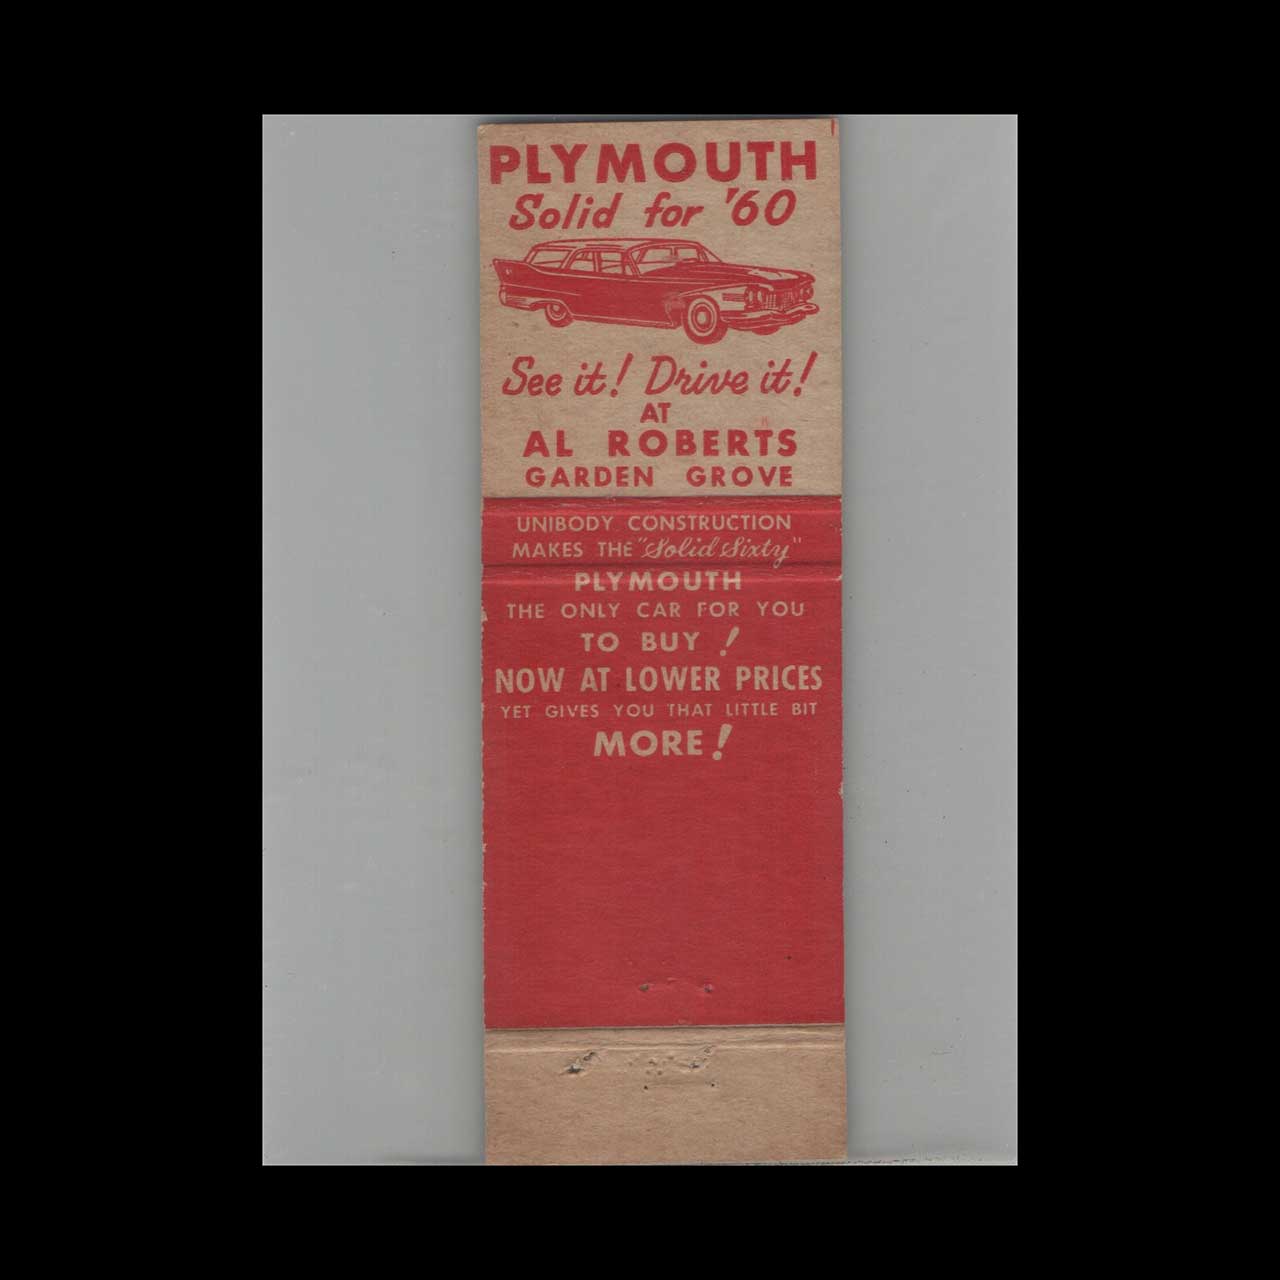 PLYMOUTH
Solid for '60
See it! Drive it!
AT
AL ROBERTS
GARDEN GROVE
UNIBODY CONSTRUCTION
MAKES THE "Solid Sixty"
PLYMOUTH
THE ONLY CAR FOR YOU
TO BUY!
NOW AT LOWER PRICES
YET GIVES YOU THAT LITTLE BIT
MORE!